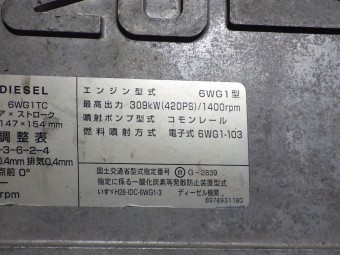 DIESEL
6WG1TC
ア×ストローク
147×154mm
調整表
-3-6-2-4
0.4mm 排気0.4m
点前 0°
rpm
エンジン型式 6WG1型
最高出力 309kW(420PS)/1400rpm
噴射ポンプ型式 コモンレール
燃料噴射方式 電子式 6WG1-103
国土交通省型式指定番号 G-2839
指定に係る一酸化炭素等発散防止装置型式
いすゞH28-IDC-6WG1-3 ディーゼル機関
8974931180